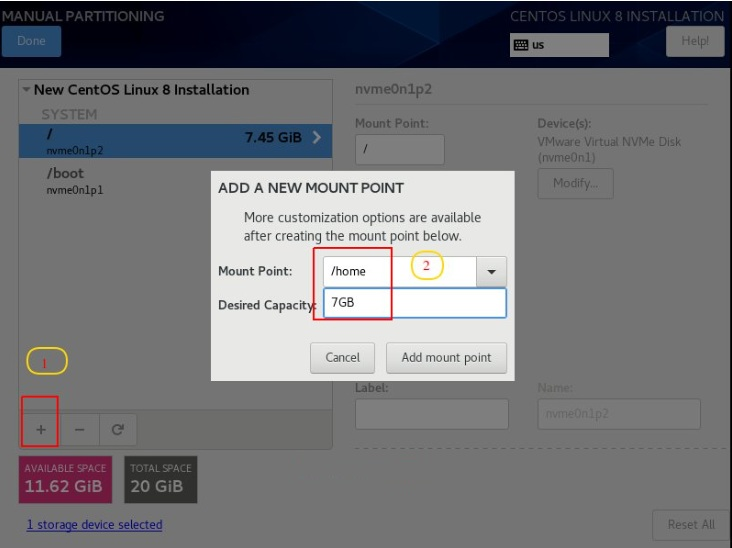 MANUAL PARTITIONING
CENTOS LINUX 8 INSTALLATION
Done
us
Help!
New CentOS Linux 8 Installation
SYSTEM
/
7.45 GiB
nvme0n1p2
/boot
nvme0n1p1
nvme0n1p2
Mount Point:
Device(s):
/
VMware Virtual NVMe Disk
(nvme0n1)
Modify...
ADD A NEW MOUNT POINT
More customization options are available
after creating the mount point below.
Mount Point:
/home
2
Desired Capacity:
7GB
Cancel
Add mount point
1
Label:
Name:
nvme0n1p2
+
-
AVAILABLE SPACE
11.62 GiB
TOTAL SPACE
20 GiB
1 storage device selected
Reset All